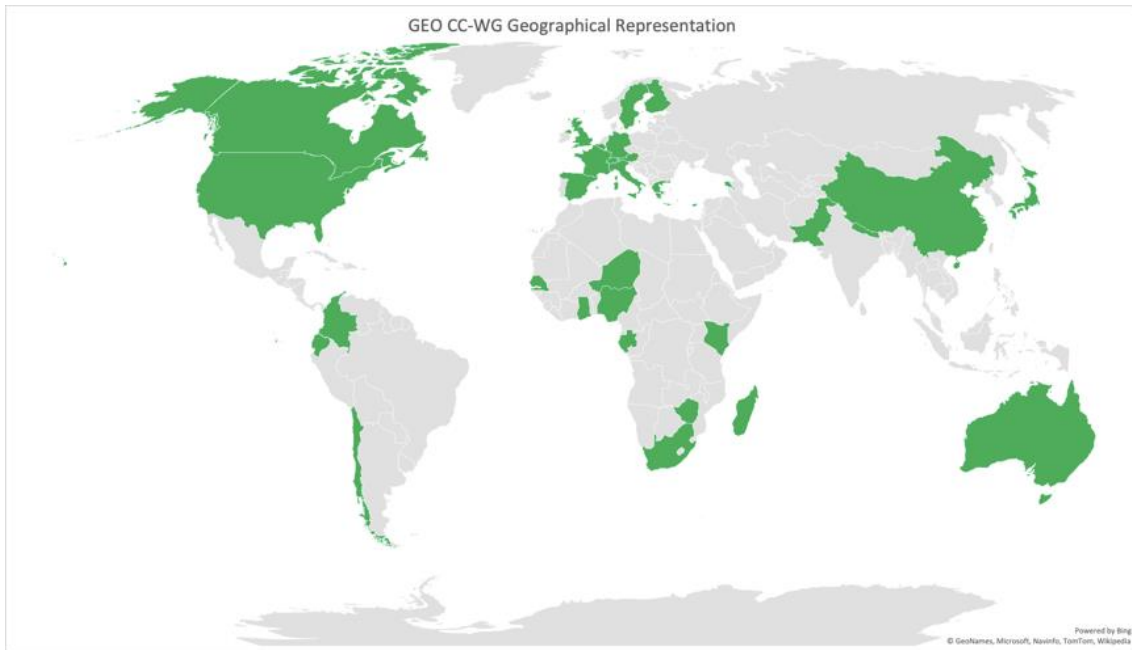 GEO CC-WG Geographical Representation
Powered by Bing
© GeoNames, Microsoft, Navinfo, TomTom, Wikipedia